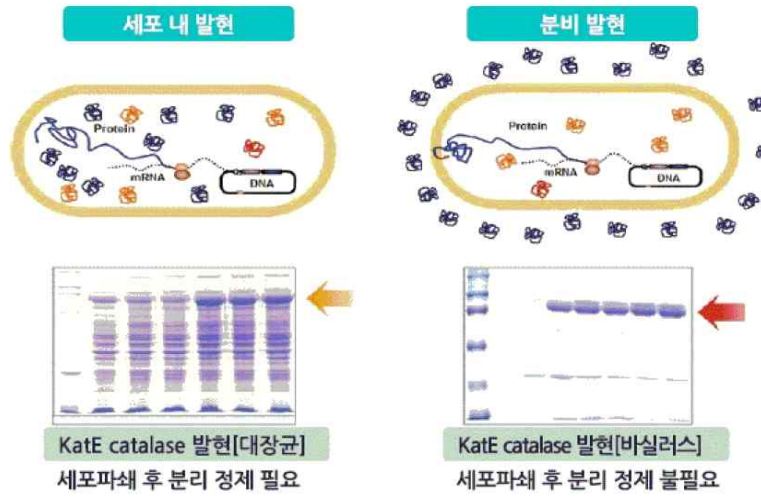 세포 내 발현
분비 발현
Protein
mRNA
DNA
Protein
mRNA
DNA
KatE catalase 발현[대장균]
KatE catalase 발현[바실러스]
세포파쇄 후 분리 정제 필요
세포파쇄 후 분리 정제 불필요